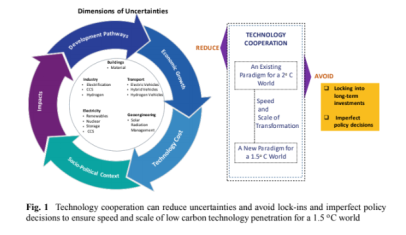 Dimensions of Uncertainties
Development Pathways
Economic Growth
Technology Cost
Socio-Political Context
Impacts
Buildings
• Material
Industry
• Electrification
• CCS
• Hydrogen
Transport
• Electric Vehicles
• Hybrid Vehicles
• Hydrogen Vehicles
Electricity
• Renewables
• Nuclear
• Storage
• CCS
Geoengineering
• Solar
Radiation
Management
REDUCE
TECHNOLOGY
COOPERATION
An Existing
Paradigm for a 2° C
World
Speed
and
Scale of
Transformation
A New Paradigm for
a 1.5° C World
AVOID
Locking into
long-term
investments
Imperfect
policy decisions
Fig. 1 Technology cooperation can reduce uncertainties and avoid lock-ins and imperfect policy
decisions to ensure speed and scale of low carbon technology penetration for a 1.5 °C world